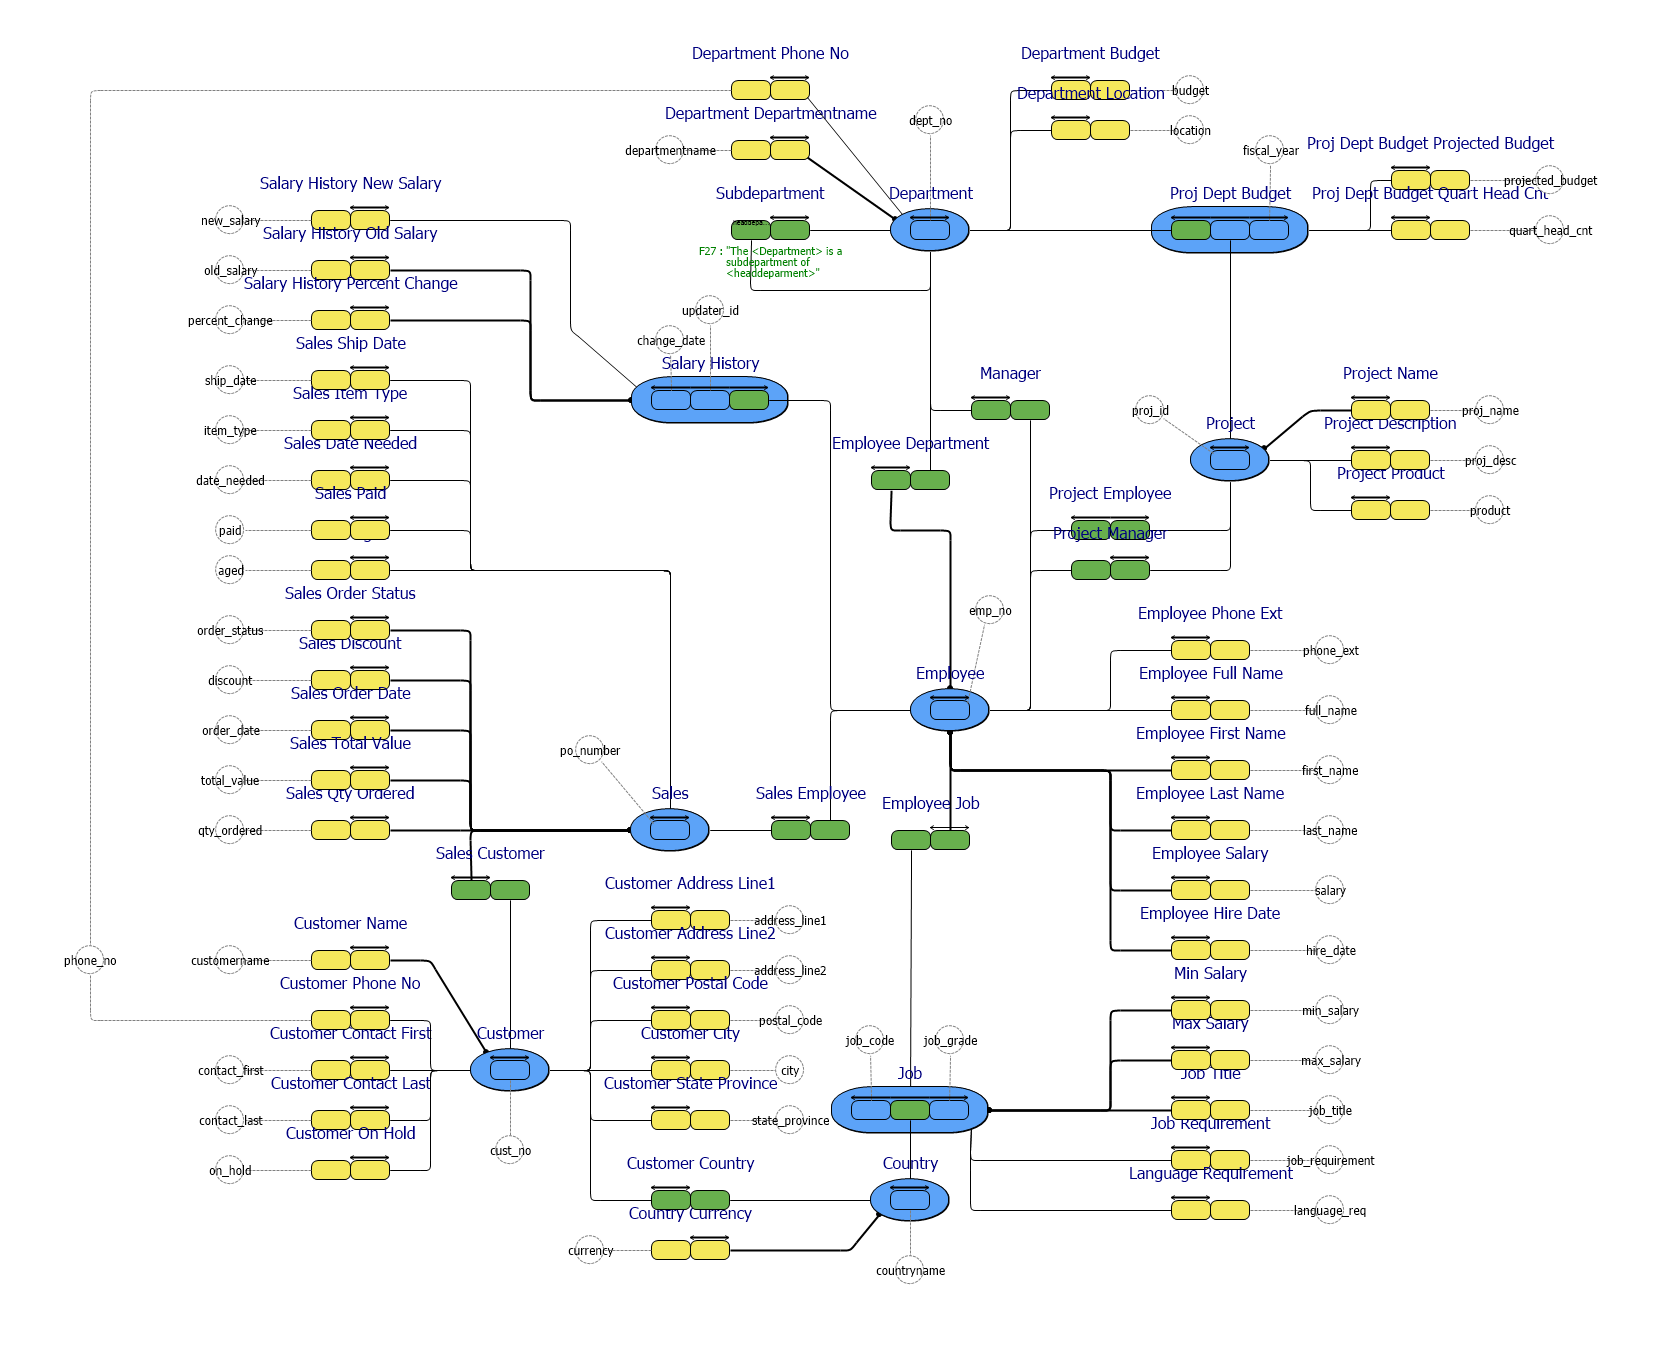 Department Phone No
Department Budget
budget
Department Location
Department Departmentname
dept_no
location
departmentname
fiscal_year
Proj Dept Budget Projected Budget
projected_budget
Salary History New Salary
Subdepartment
Department
Proj Dept Budget
Proj Dept Budget Quart Head Cnt
new_salary
quart_head_cnt
Salary History Old Salary
F27 : "The <Department> is a
subdepartment of
<headdeparment>"
old_salary
Salary History Percent Change
updater_id
percent_change
change_date
Sales Ship Date
Salary History
Manager
Project Name
ship_date
Sales Item Type
proj_id
proj_name
item_type
Project
Project Description
Sales Date Needed
Employee Department
proj_desc
date_needed
Project Product
Sales Paid
Project Employee
product
paid
Project Manager
aged
Sales Order Status
emp_no
Employee Phone Ext
order_status
Sales Discount
phone_ext
discount
Employee
Employee Full Name
Sales Order Date
full_name
order_date
Sales Total Value
po_number
Employee First Name
total_value
first_name
Sales Qty Ordered
Sales
Sales Employee
Employee Job
Employee Last Name
qty_ordered
last_name
Sales Customer
Employee Salary
Customer Address Line1
salary
Customer Name
address_line1
Employee Hire Date
Customer Address Line2
hire_date
phone_no
customername
address_line2
Min Salary
Customer Phone No
Customer Postal Code
min_salary
postal_code
Max Salary
Customer Contact First
Customer
Customer City
job_code
job_grade
max_salary
contact_first
city
Job
Job Title
Customer Contact Last
Customer State Province
job_title
contact_last
state_province
Job Requirement
Customer On Hold
cust_no
job_requirement
on_hold
Customer Country
Country
Language Requirement
Country Currency
language_req
currency
countryname